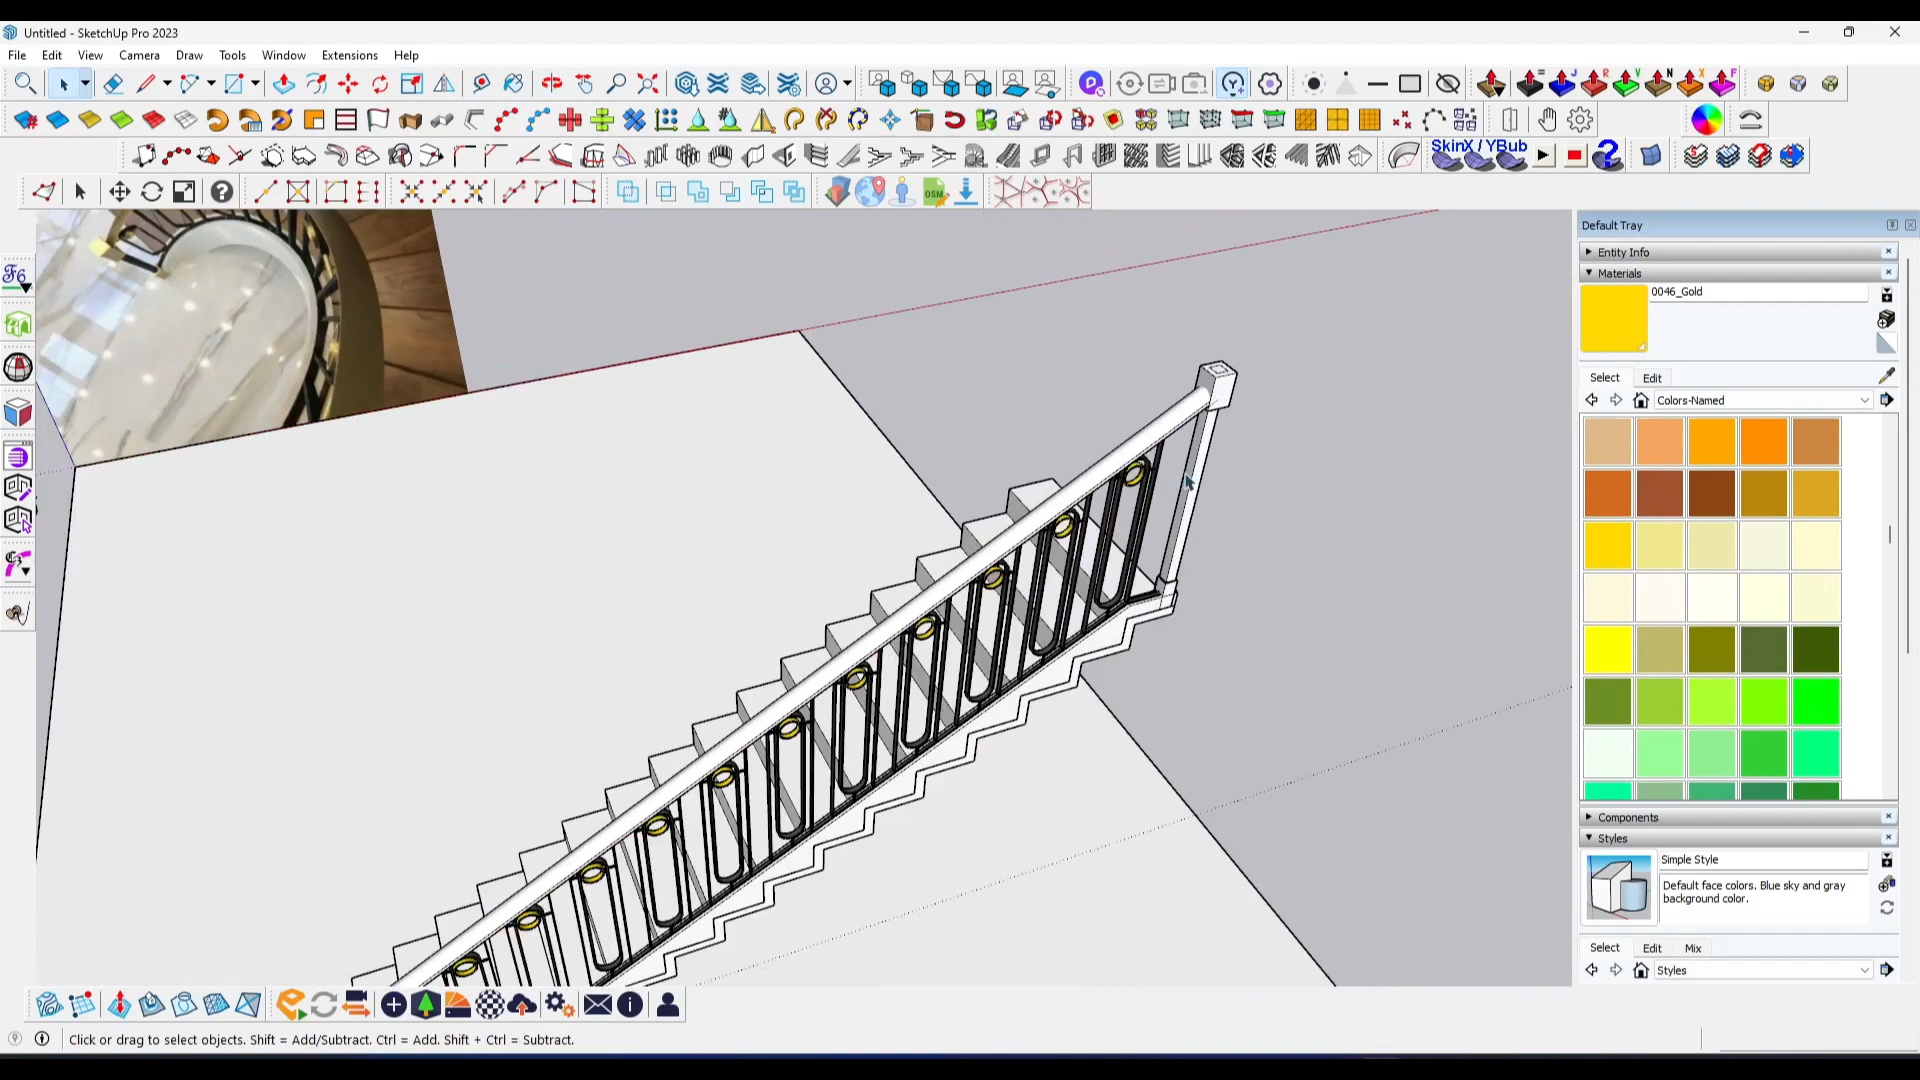 Untitled - SketchUp Pro 2023
File Edit View Camera Draw Tools Window Extensions Help
SkinX / YBub
OSM
Default Tray
Entity Info
Materials
0046_Gold
Select Edit
Colors-Named
Components
Styles
Simple Style
Default face colors. Blue sky and gray
background color.
Select Edit Mix
Styles
Click or drag to select objects. Shift = Add/Subtract. Ctrl = Add. Shift + Ctrl = Subtract.